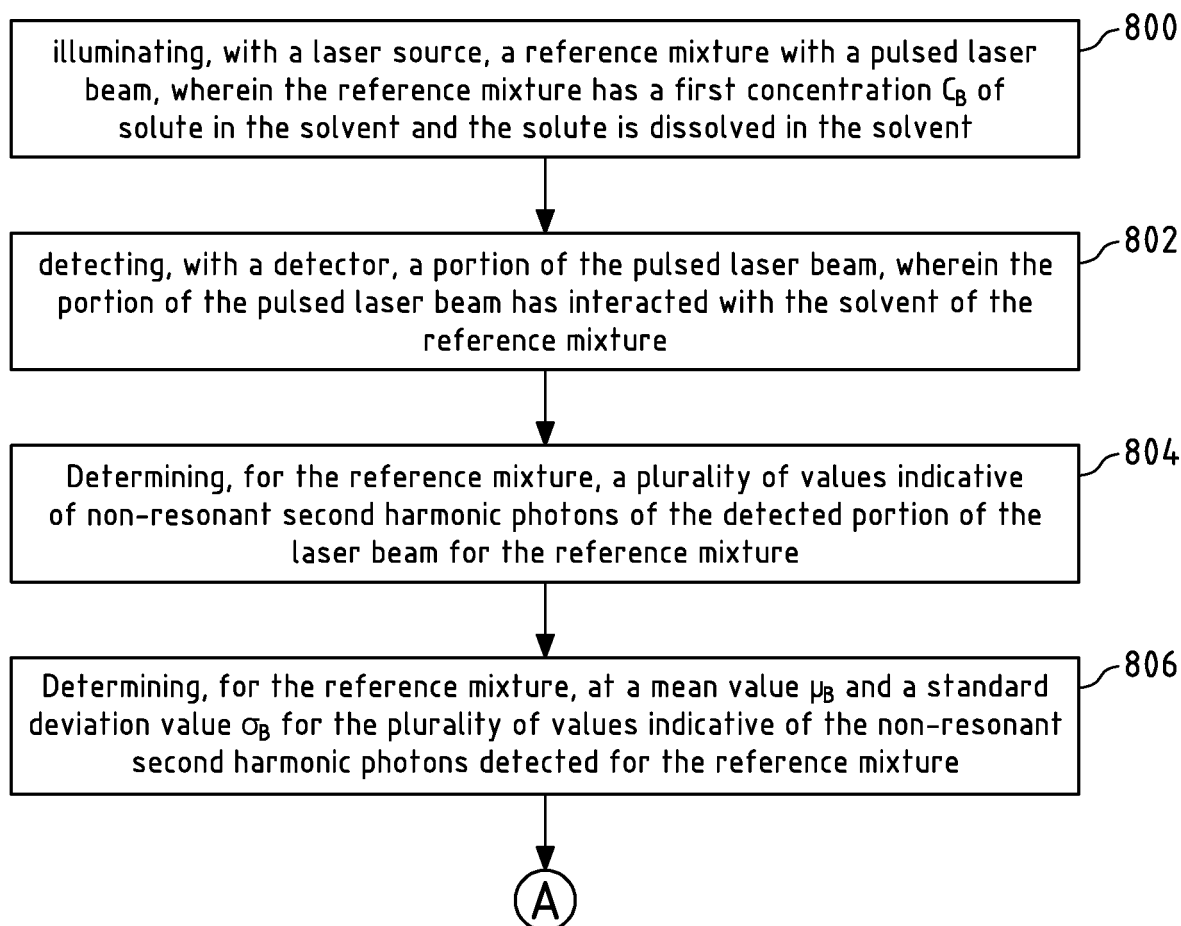 800
illuminating, with a laser source, a reference mixture with a pulsed laser
beam, wherein the reference mixture has a first concentration C_B of
solute in the solvent and the solute is dissolved in the solvent
802
detecting, with a detector, a portion of the pulsed laser beam, wherein the
portion of the pulsed laser beam has interacted with the solvent of the
reference mixture
804
Determining, for the reference mixture, a plurality of values indicative
of non-resonant second harmonic photons of the detected portion of the
laser beam for the reference mixture
806
Determining, for the reference mixture, at a mean value μ_B and a standard
deviation value σ_B for the plurality of values indicative of the non-resonant
second harmonic photons detected for the reference mixture
A